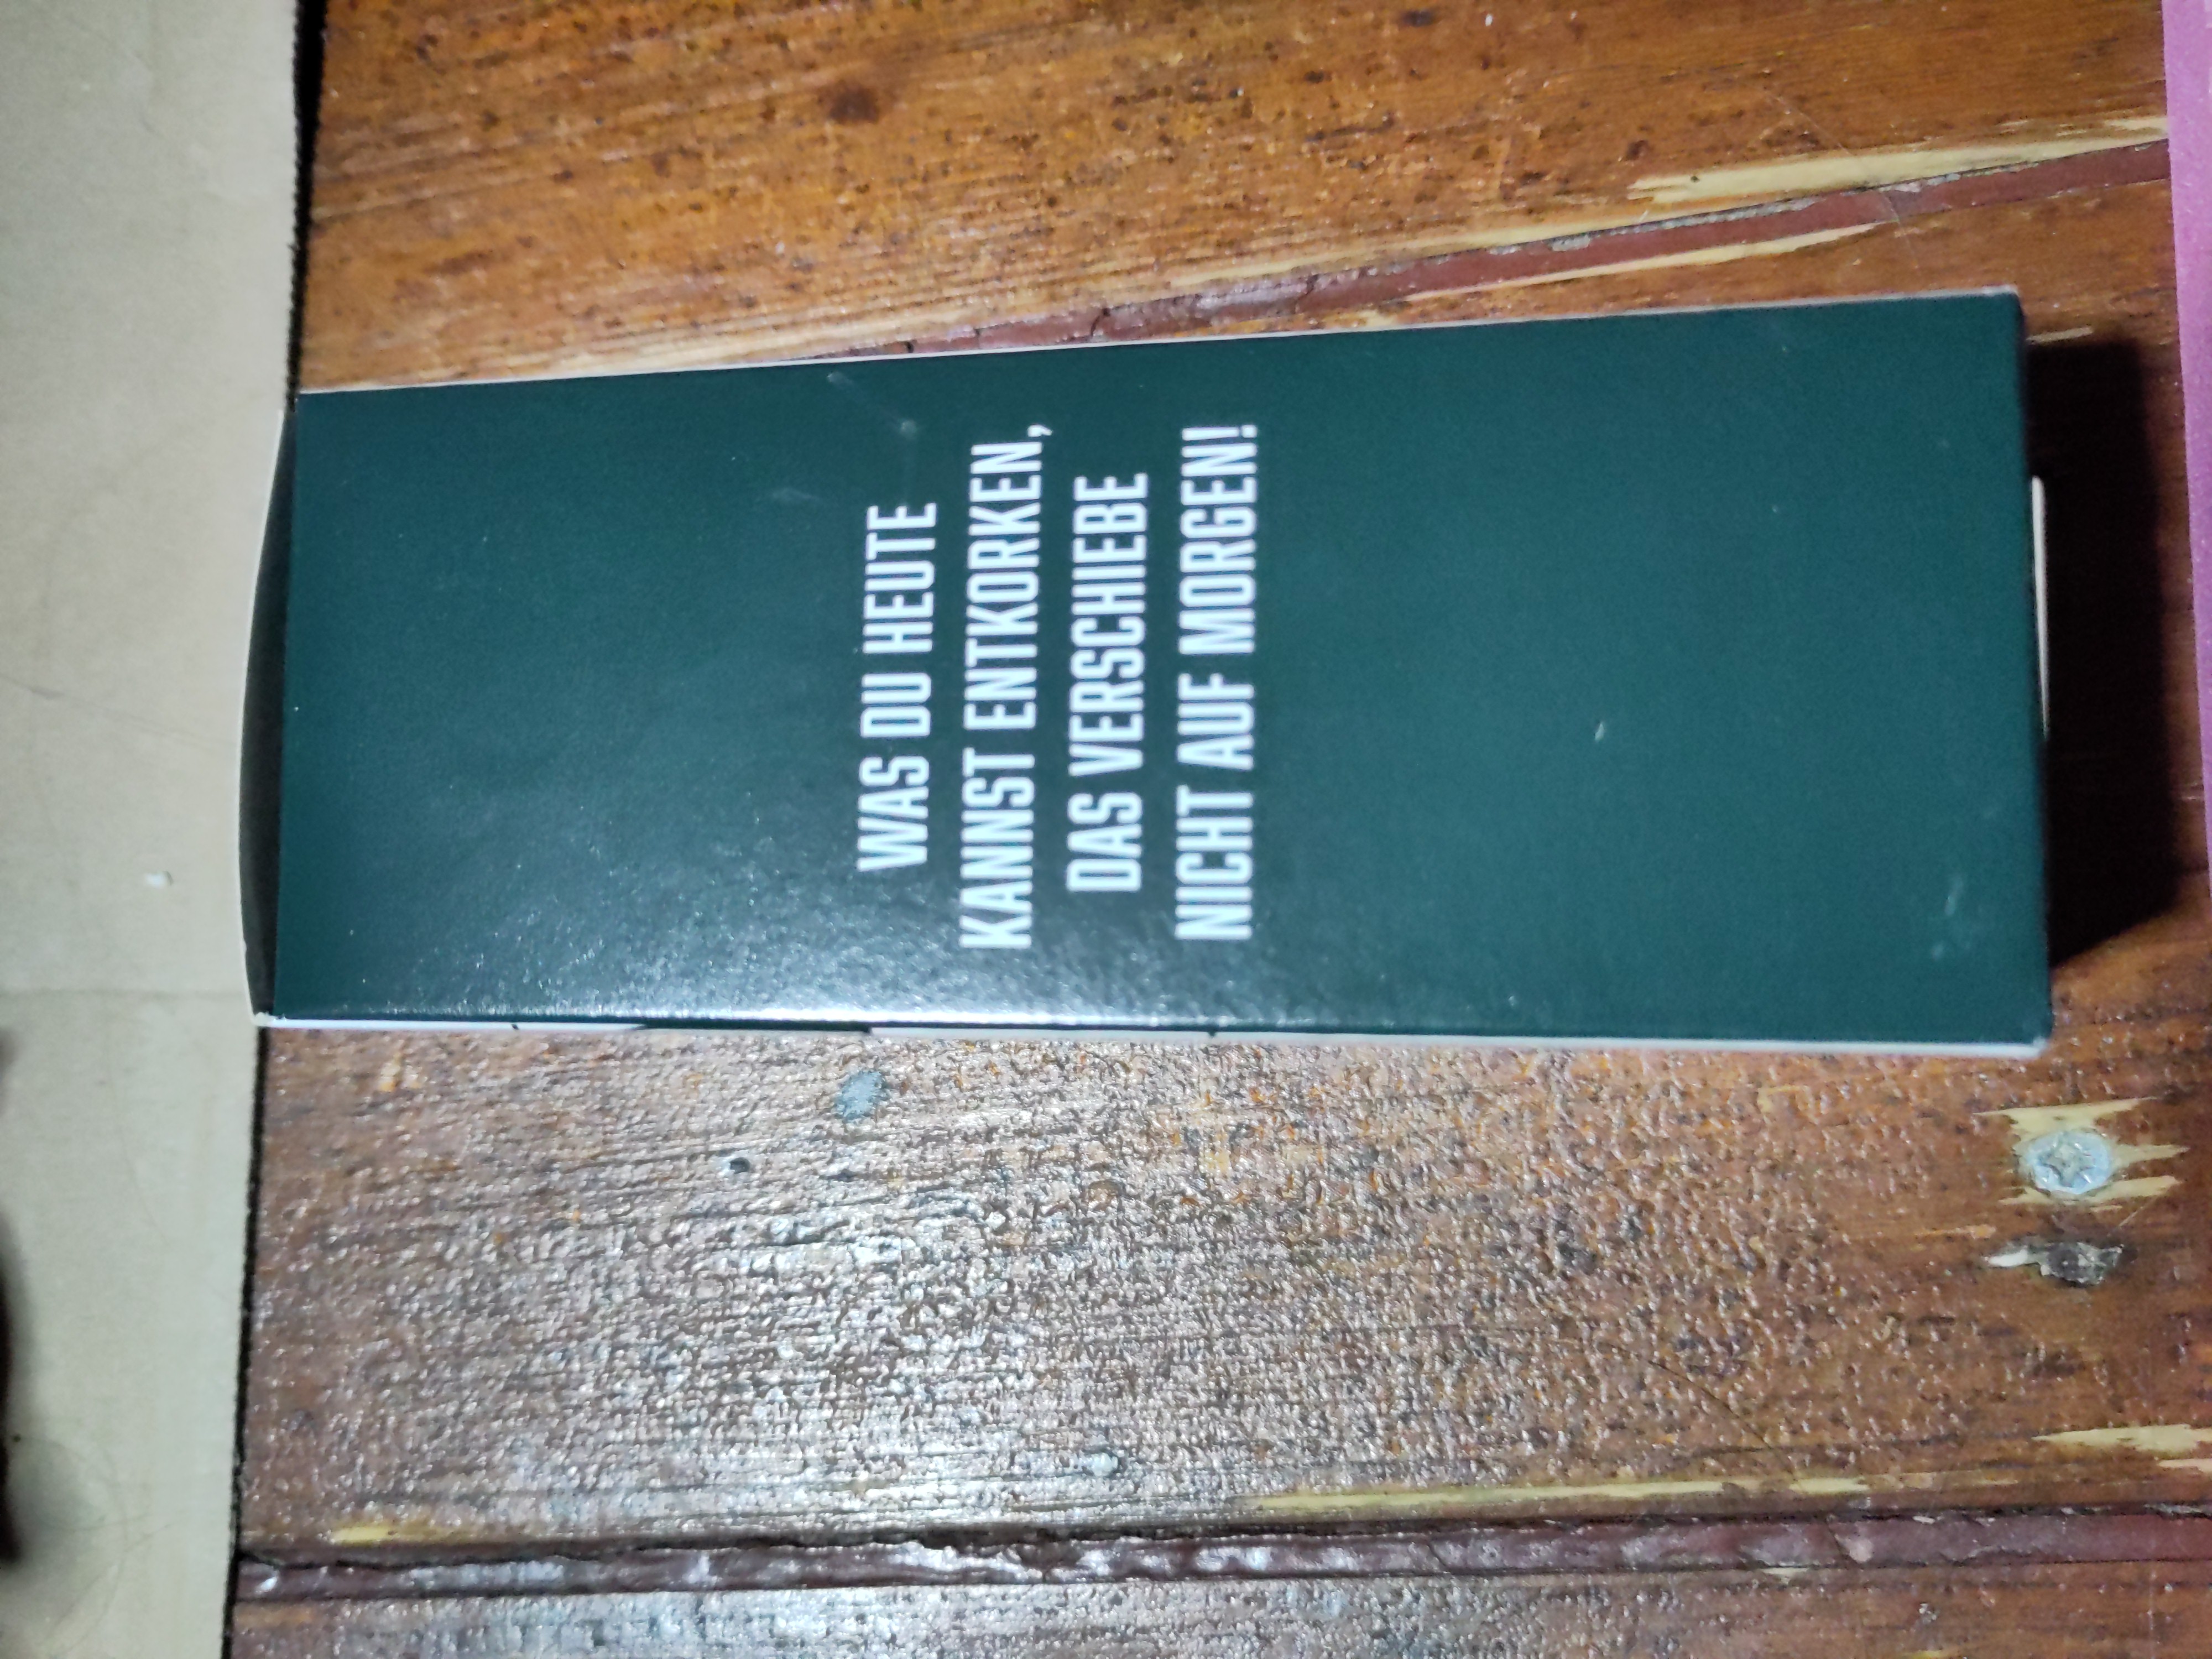 WAS DU HEUTE
KANNST ENTKORKEN,
DAS VERSCHIEBE
NICHT AUF MORGEN!